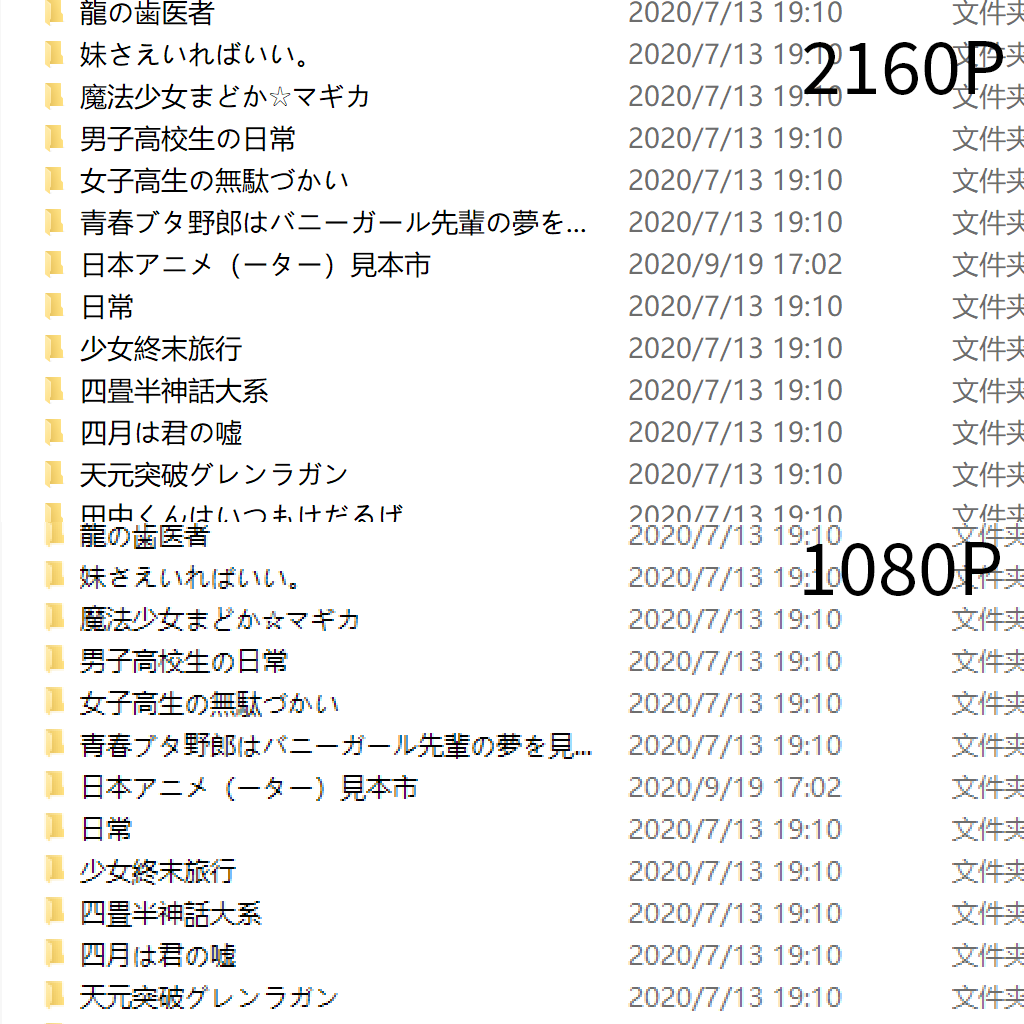 龍の歯医者 2020/7/13 19:10 文件夹
妹さえいればいい。 2020/7/13 19:10 文件夹
2160P
魔法少女まどか☆マギカ 2020/7/13 19:10 文件夹
男子高校生の日常 2020/7/13 19:10 文件夹
女子高生の無駄づかい 2020/7/13 19:10 文件夹
青春ブタ野郎はバニーガール先輩の夢を... 2020/7/13 19:10 文件夹
日本アニメ（ーター）見本市 2020/9/19 17:02 文件夹
日常 2020/7/13 19:10 文件夹
少女終末旅行 2020/7/13 19:10 文件夹
四畳半神話大系 2020/7/13 19:10 文件夹
四月は君の嘘 2020/7/13 19:10 文件夹
天元突破グレンラガン 2020/7/13 19:10 文件夹
田中くんはいつもけだるげ 2020/7/13 19:10 文件夹
龍の歯医者 2020/7/13 19:10 文件夹
妹さえいればいい。 2020/7/13 19:10 文件夹
1080P
魔法少女まどか☆マギカ 2020/7/13 19:10 文件夹
男子高校生の日常 2020/7/13 19:10 文件夹
女子高生の無駄づかい 2020/7/13 19:10 文件夹
青春ブタ野郎はバニーガール先輩の夢を見... 2020/7/13 19:10 文件夹
日本アニメ（ーター）見本市 2020/9/19 17:02 文件夹
日常 2020/7/13 19:10 文件夹
少女終末旅行 2020/7/13 19:10 文件夹
四畳半神話大系 2020/7/13 19:10 文件夹
四月は君の嘘 2020/7/13 19:10 文件夹
天元突破グレンラガン 2020/7/13 19:10 文件夹